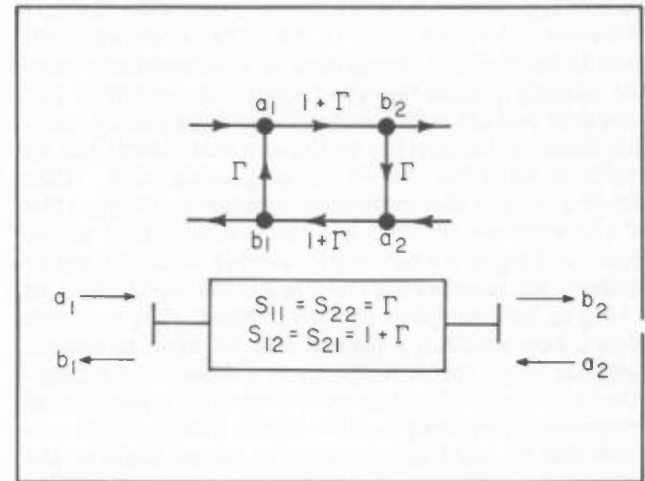 a₁ 1 + Γ b₂
Γ Γ
b₁ 1+Γ a₂
a₁ S₁₁ = S₂₂ = Γ b₂
b₁ S₁₂ = S₂₁ = 1 + Γ a₂